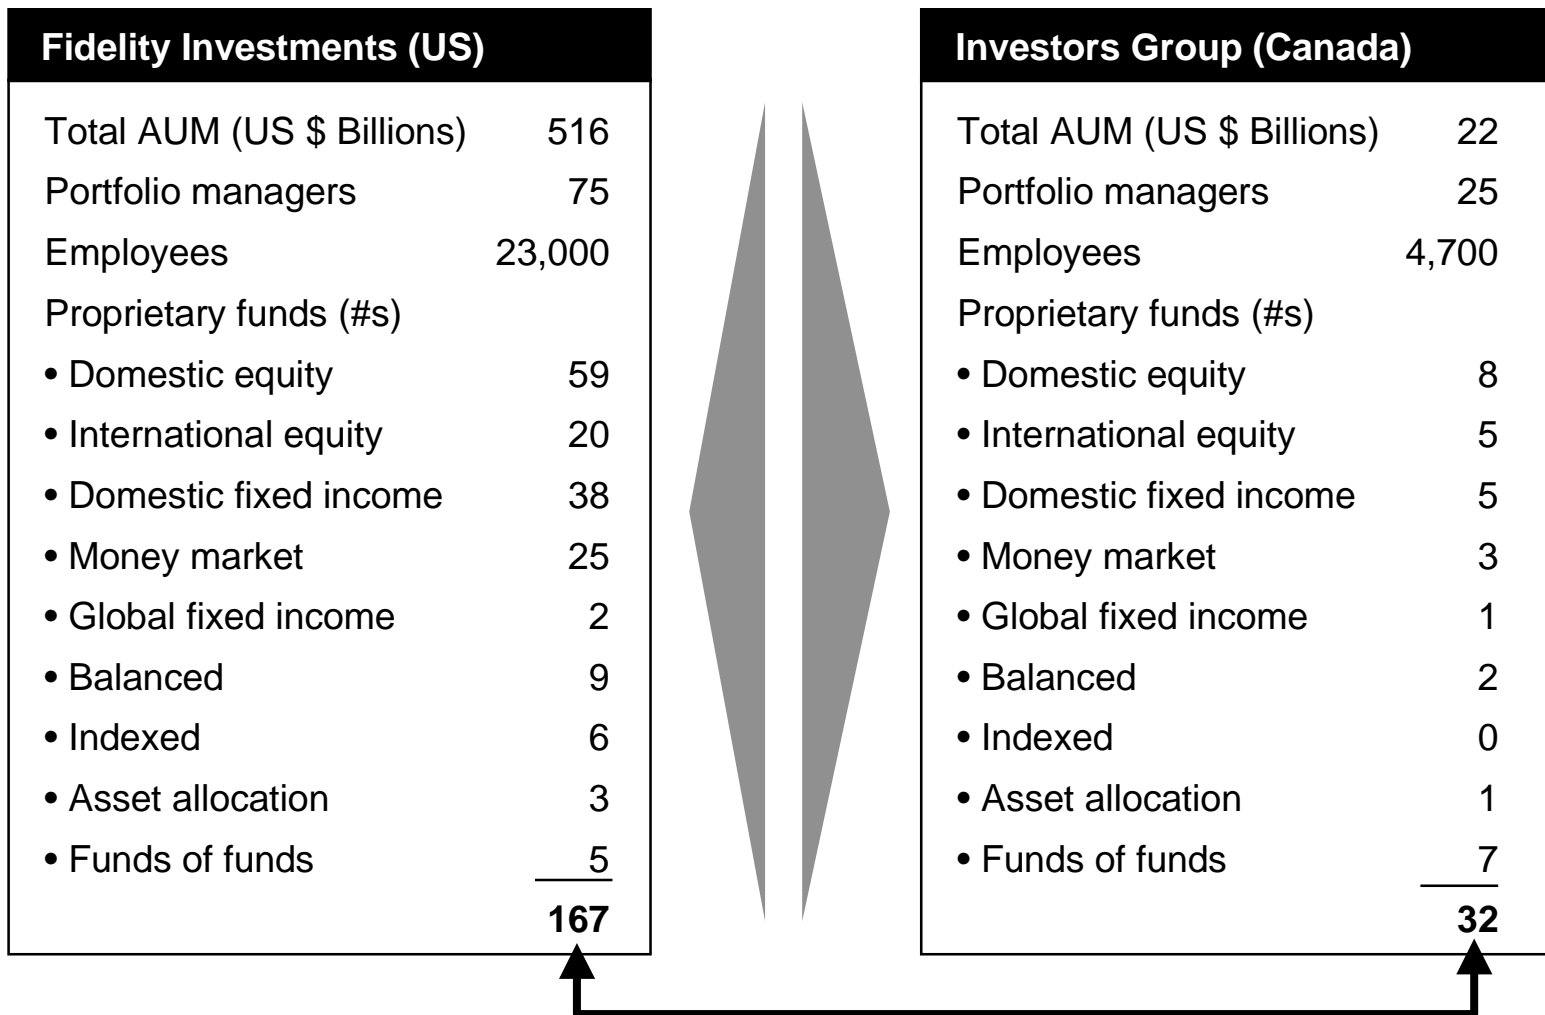 Fidelity Investments (US)
Total AUM (US $ Billions) 516
Portfolio managers 75
Employees 23,000
Proprietary funds (#s)
• Domestic equity 59
• International equity 20
• Domestic fixed income 38
• Money market 25
• Global fixed income 2
• Balanced 9
• Indexed 6
• Asset allocation 3
• Funds of funds 5
167
Investors Group (Canada)
Total AUM (US $ Billions) 22
Portfolio managers 25
Employees 4,700
Proprietary funds (#s)
• Domestic equity 8
• International equity 5
• Domestic fixed income 5
• Money market 3
• Global fixed income 1
• Balanced 2
• Indexed 0
• Asset allocation 1
• Funds of funds 7
32